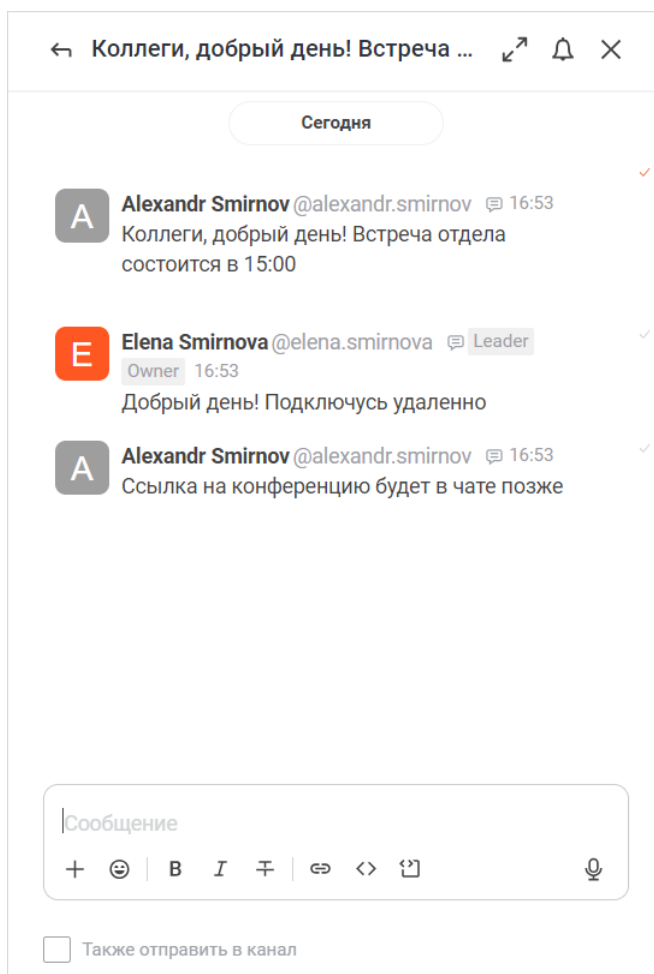 Коллеги, добрый день! Встреча ...
Сегодня
A
Alexandr Smirnov @alexandr.smirnov 16:53
Коллеги, добрый день! Встреча отдела
состоится в 15:00
E
Elena Smirnova @elena.smirnova Leader
Owner 16:53
Добрый день! Подключусь удаленно
A
Alexandr Smirnov @alexandr.smirnov 16:53
Ссылка на конференцию будет в чате позже
Сообщение
B I T
Также отправить в канал